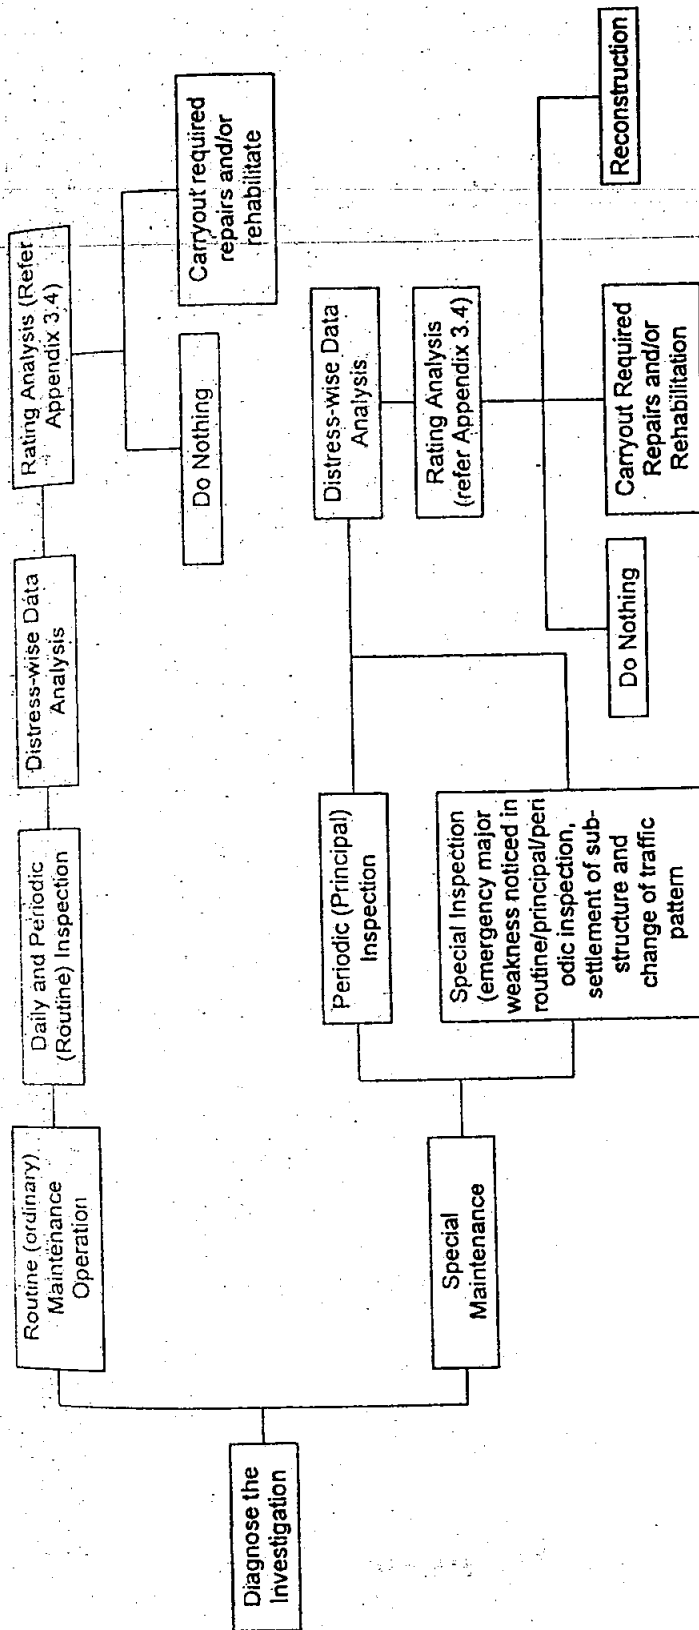 Diagnose the
Investigation
Routine (ordinary)
Maintenance
Operation
Daily and Periodic
(Routine) Inspection
Distress-wise Data
Analysis
Rating Analysis (Refer
Appendix 3.4)
Do Nothing
Carryout required
repairs and/or
rehabilitate
Special
Maintenance
Periodic (Principal)
Inspection
Special Inspection
(emergency major
weakness noticed in
routine/principal/peri
odic inspection,
settlement of sub-
structure and
change of traffic
pattern
Distress-wise Data
Analysis
Rating Analysis
(refer Appendix 3.4)
Do Nothing
Carryout Required
Repairs and/or
Rehabilitation
Reconstruction